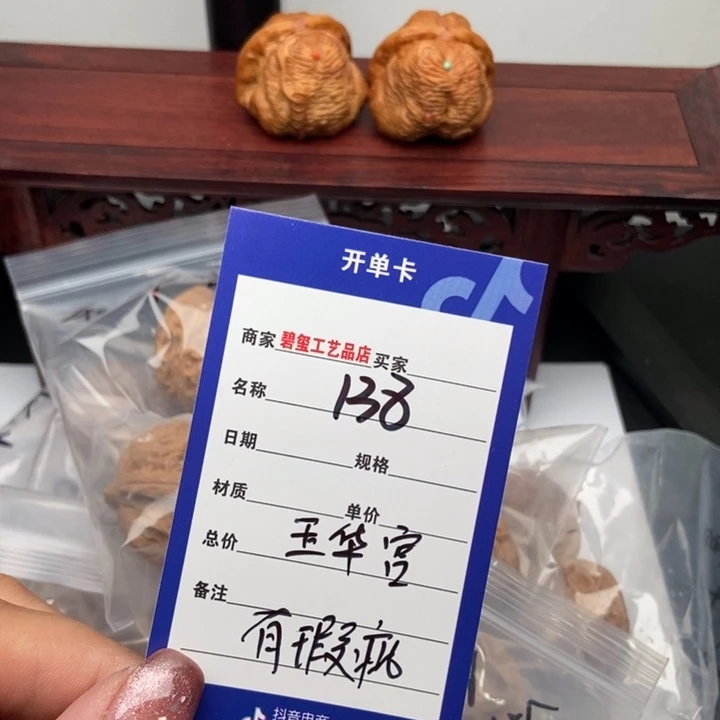 开单卡
商家 碧玺工艺品店 买家
名称 138
日期 规格
材质 单价
总价 玉华宫
备注
有瑕疵
抖音电商